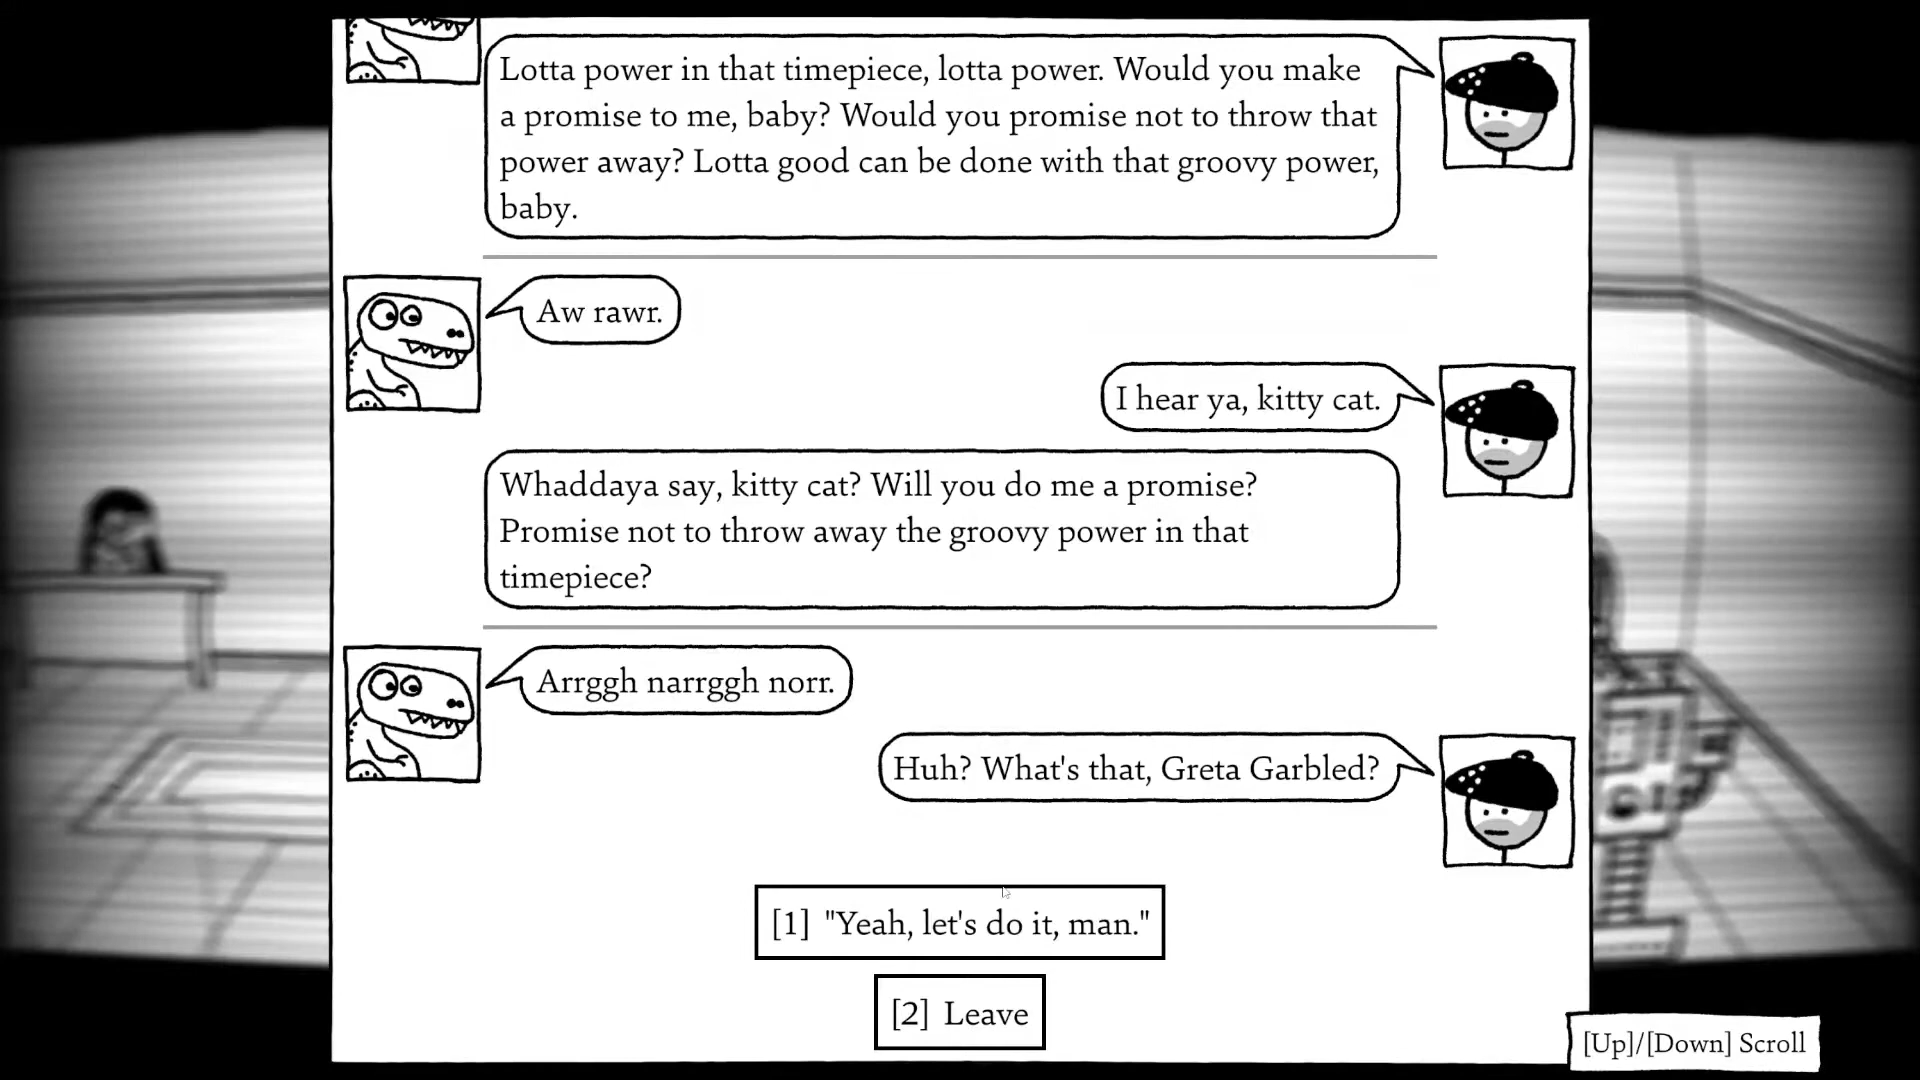 Lotta power in that timepiece, lotta power. Would you make
a promise to me, baby? Would you promise not to throw that
power away? Lotta good can be done with that groovy power,
baby.
Aw rawr.
I hear ya, kitty cat.
Whaddaya say, kitty cat? Will you do me a promise?
Promise not to throw away the groovy power in that
timepiece?
Arrggh narrggh norr.
Huh? What's that, Greta Garbled?
[1] "Yeah, let's do it, man."
[2] Leave
[Up]/[Down] Scroll